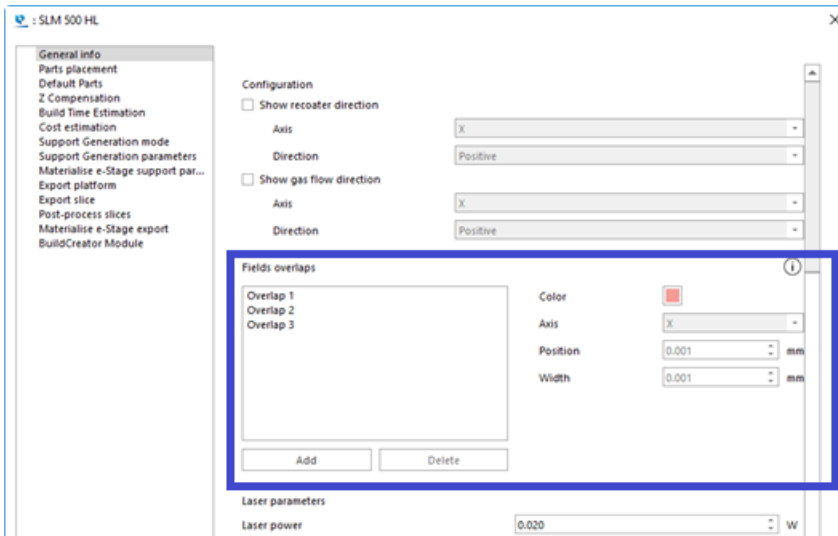 : SLM 500 HL
General info
Parts placement
Default Parts
Z Compensation
Build Time Estimation
Cost estimation
Support Generation mode
Support Generation parameters
Materialise e-Stage support par...
Export platform
Export slice
Post-process slices
Materialise e-Stage export
BuildCreator Module
Configuration
Show recoater direction
Axis X
Direction Positive
Show gas flow direction
Axis X
Direction Positive
Fields overlaps
Overlap 1
Overlap 2
Overlap 3
Add Delete
Color
Axis X
Position 0.001 mm
Width 0.001 mm
Laser parameters
Laser power 0.020 W